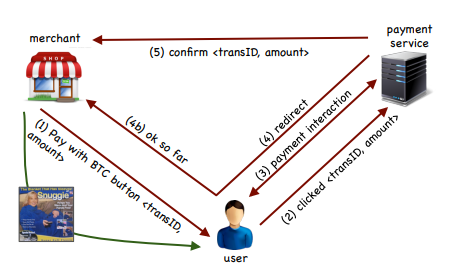 merchant
payment
service
(5) confirm <transID, amount>
SHOP
(4b) ok so far
(4) redirect
(3) payment interaction
(2) clicked <transID, amount>
(1) Pay with BTC button <transID,
amount>
Snuggie
user